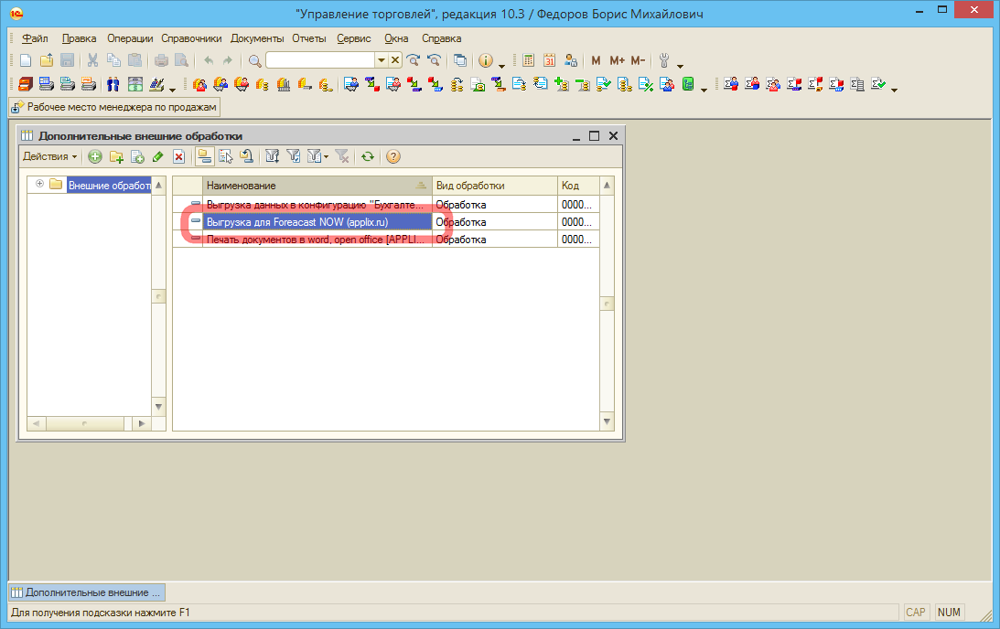 "Управление торговлей", редакция 10.3 / Федоров Борис Михайлович
Файл Правка Операции Справочники Документы Отчеты Сервис Окна Справка
M M+ M-
Рабочее место менеджера по продажам
Дополнительные внешние обработки
Действия
Внешние обработ
Наименование Вид обработки Код
Выгрузка данных в конфигурацию "Бухгалте... Обработка 0000...
Выгрузка для Foreacast NOW (applix.ru) Обработка 0000...
Печать документов в word, open office [APPLI... Обработка 0000...
Дополнительные внешние ...
Для получения подсказки нажмите F1 CAP NUM